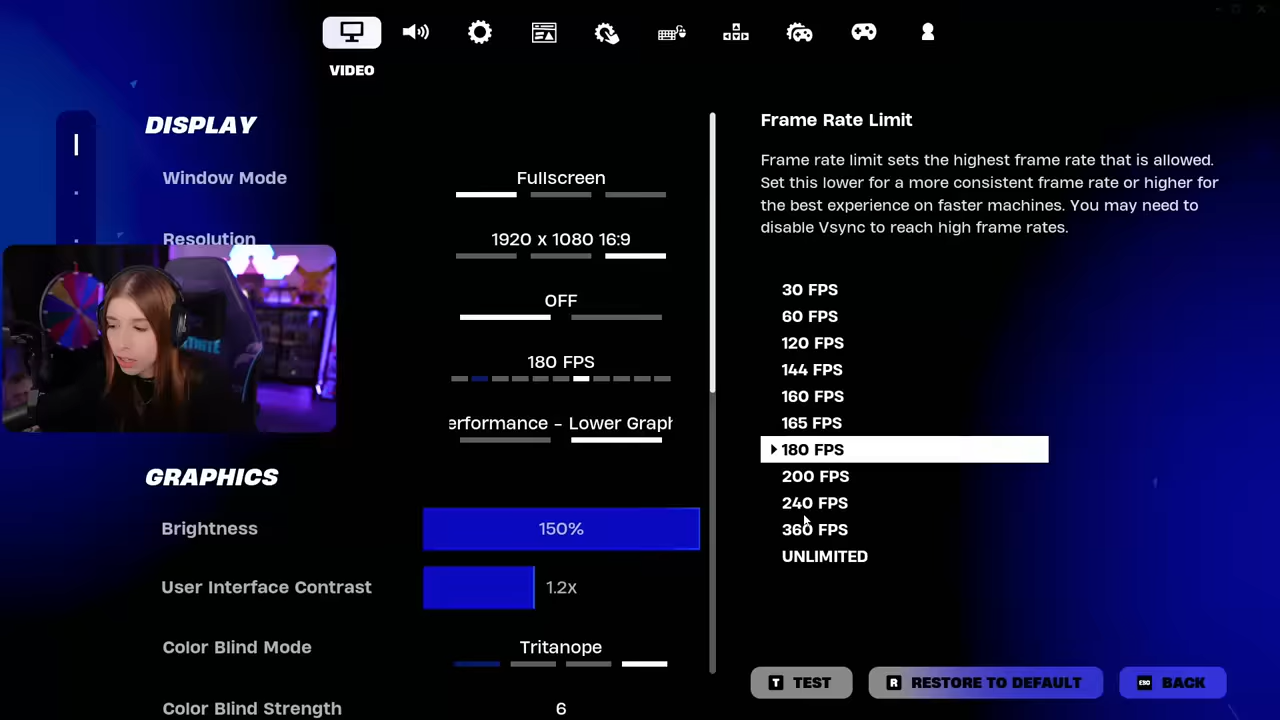 VIDEO
DISPLAY
Window Mode
Fullscreen
Resolution
1920 x 1080 16:9
OFF
180 FPS
erformance - Lower Graph
GRAPHICS
Brightness
150%
User Interface Contrast
1.2x
Color Blind Mode
Tritanope
Color Blind Strength
6
Frame Rate Limit
Frame rate limit sets the highest frame rate that is allowed.
Set this lower for a more consistent frame rate or higher for
the best experience on faster machines. You may need to
disable Vsync to reach high frame rates.
30 FPS
60 FPS
120 FPS
144 FPS
160 FPS
165 FPS
180 FPS
200 FPS
240 FPS
360 FPS
UNLIMITED
T TEST
R RESTORE TO DEFAULT
ESC BACK